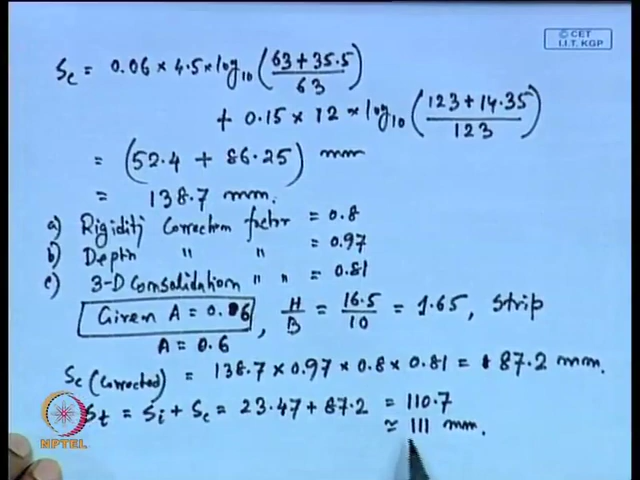 © CET
I.I.T. KGP
Sc = 0.06 × 4.5 × log10 ((63 + 35.5) / 63)
+ 0.15 × 12 × log10 ((123 + 14.35) / 123)
= (52.4 + 86.25) mm
= 138.7 mm.
a) Rigidity Correction factor = 0.8
b) Depth " " = 0.97
c) 3-D Consolidation " " = 0.81
Given A = 0.6, H/B = 16.5/10 = 1.65, Strip
A = 0.6
Sc (Corrected) = 138.7 × 0.97 × 0.8 × 0.81 = 87.2 mm.
St = Si + Sc = 23.47 + 87.2 = 110.7
≃ 111 mm.
NPTEL